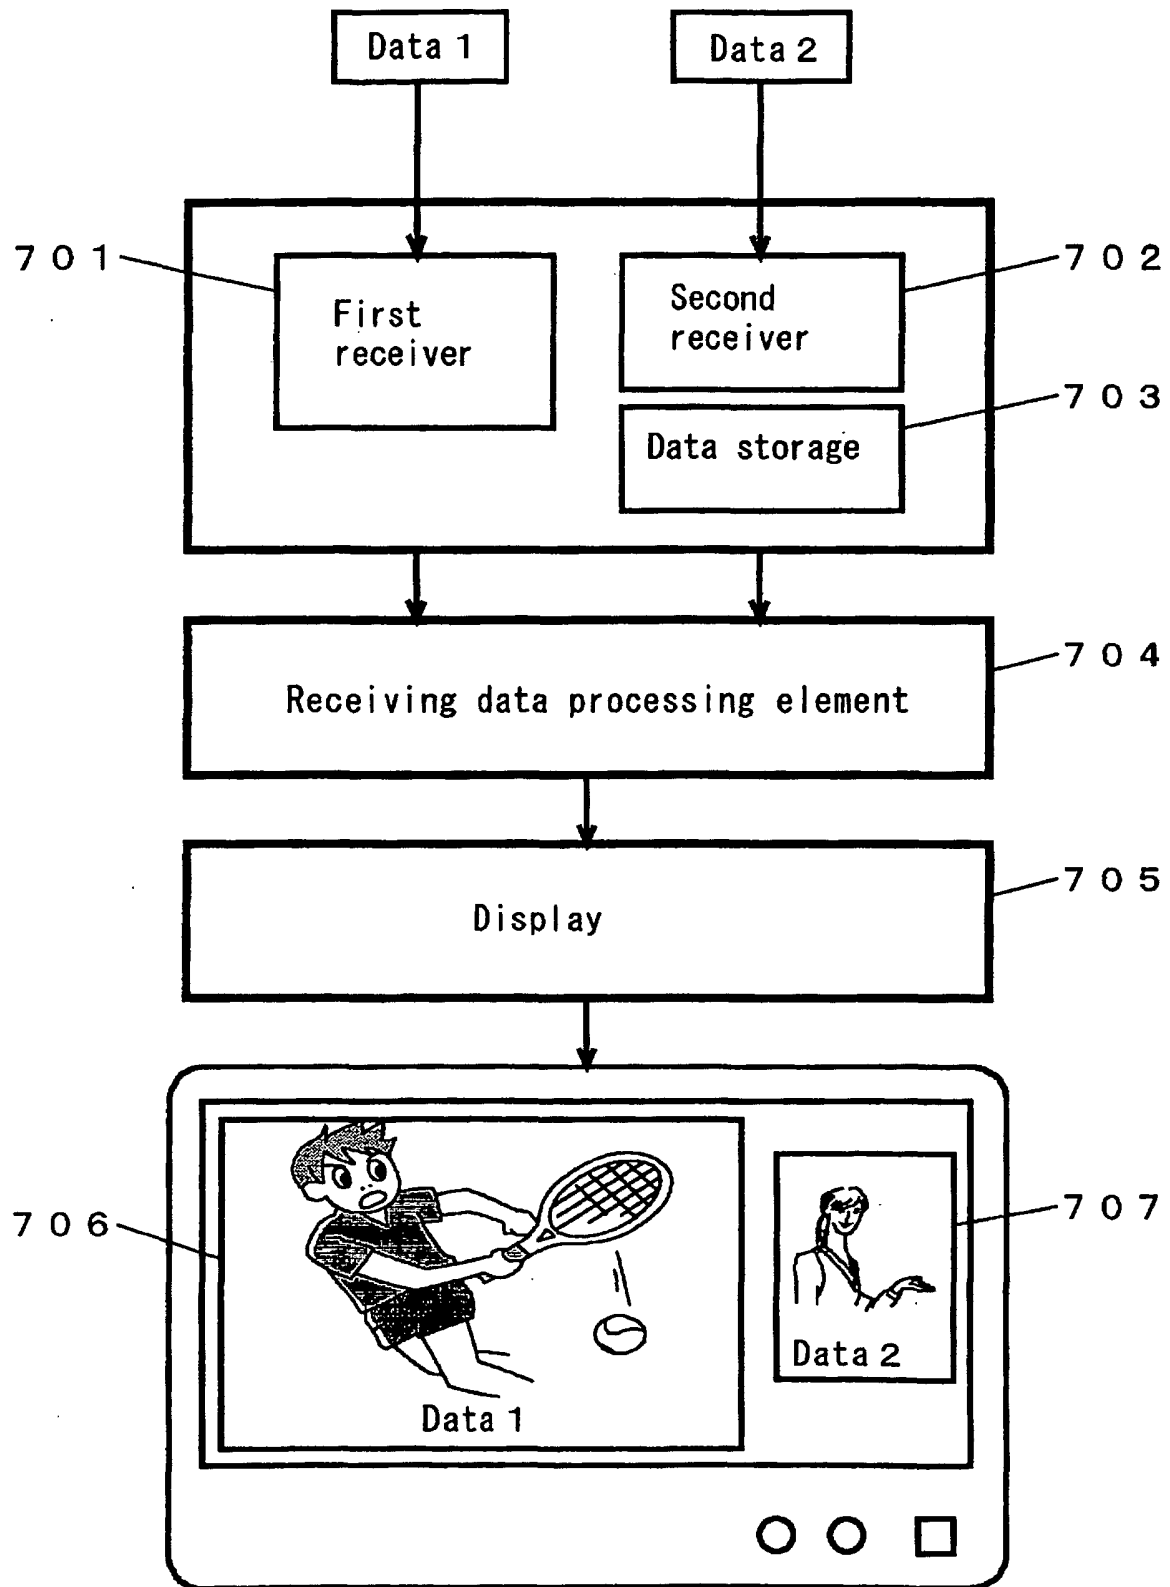 Data 1
Data 2
701
First
receiver
702
Second
receiver
703
Data storage
704
Receiving data processing element
705
Display
706
Data 1
707
Data 2